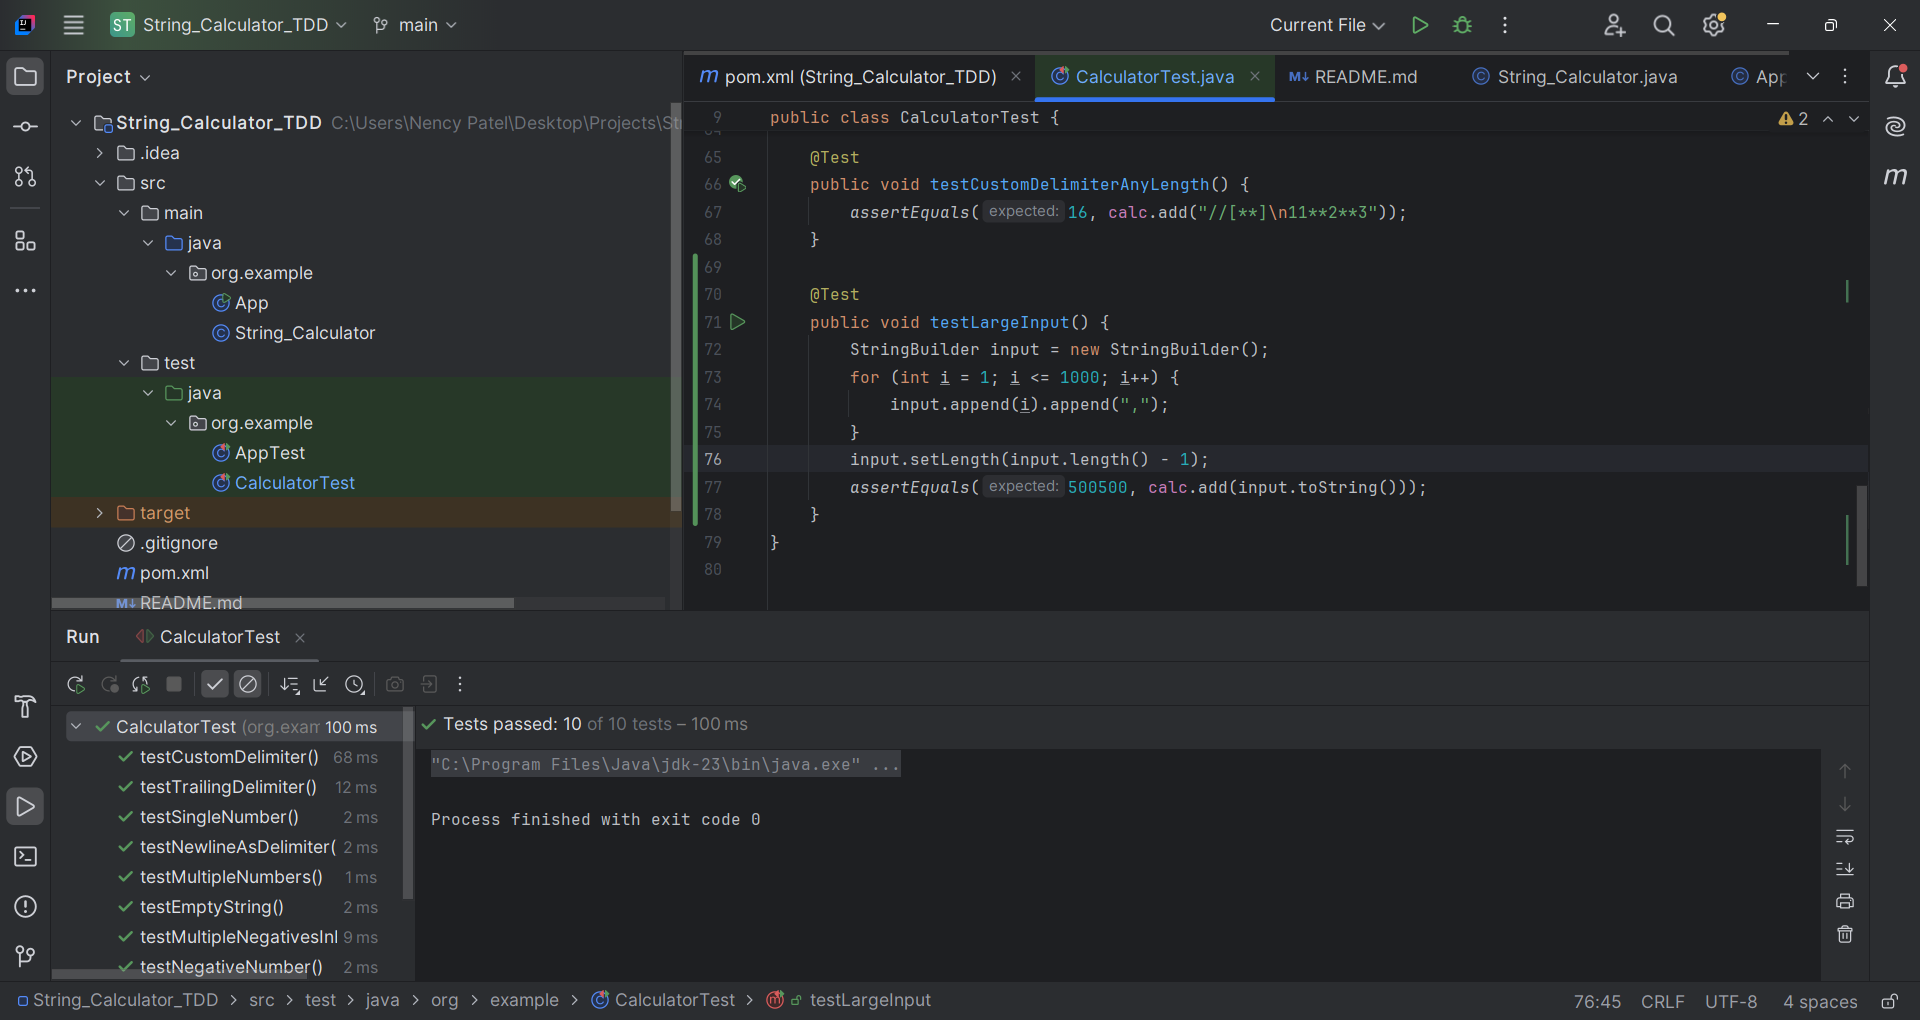 ST String_Calculator_TDD main Current File
Project
String_Calculator_TDD C:\Users\Nency Patel\Desktop\Projects\St
.idea
src
main
java
org.example
App
String_Calculator
test
java
org.example
AppTest
CalculatorTest
target
.gitignore
m pom.xml
M↓ README.md
m pom.xml (String_Calculator_TDD) CalculatorTest.java M↓ README.md String_Calculator.java App
9 public class CalculatorTest { 2
64
65 @Test
66 public void testCustomDelimiterAnyLength() {
67 assertEquals( expected: 16, calc.add("//[**]\n11**2**3"));
68 }
69
70 @Test
71 public void testLargeInput() {
72 StringBuilder input = new StringBuilder();
73 for (int i = 1; i <= 1000; i++) {
74 input.append(i).append(",");
75 }
76 input.setLength(input.length() - 1);
77 assertEquals( expected: 500500, calc.add(input.toString()));
78 }
79 }
80
m
Run CalculatorTest
CalculatorTest (org.exam 100 ms
testCustomDelimiter() 68 ms
testTrailingDelimiter() 12 ms
testSingleNumber() 2 ms
testNewlineAsDelimiter( 2 ms
testMultipleNumbers() 1 ms
testEmptyString() 2 ms
testMultipleNegativesInl 9 ms
testNegativeNumber() 2 ms
Tests passed: 10 of 10 tests – 100 ms
"C:\Program Files\Java\jdk-23\bin\java.exe" ...
Process finished with exit code 0
String_Calculator_TDD > src > test > java > org > example > CalculatorTest > m testLargeInput 76:45 CRLF UTF-8 4 spaces